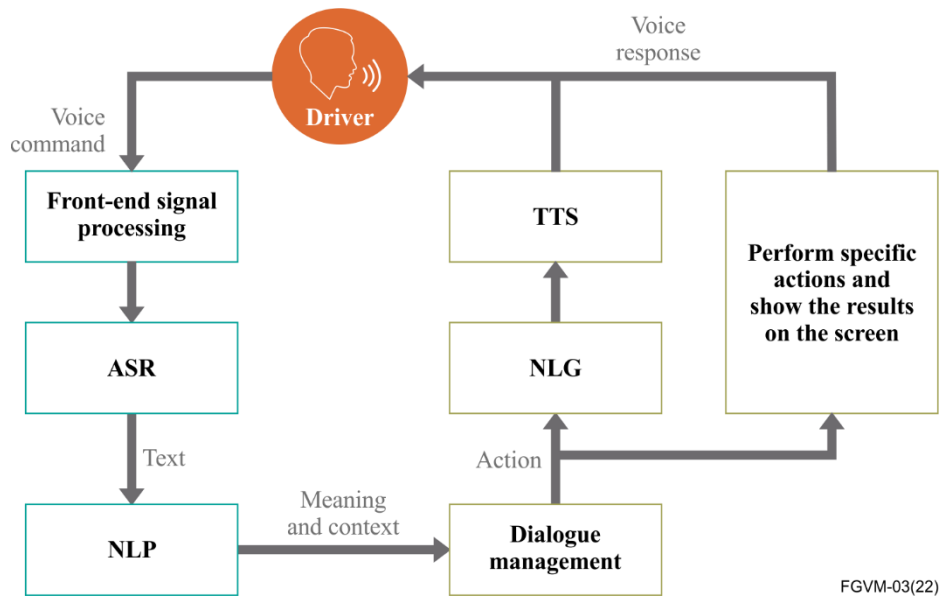 Voice
response
Driver
Voice
command
Front-end signal
processing
TTS
Perform specific
actions and
show the results
on the screen
ASR
NLG
Text
Action
Meaning
and context
NLP
Dialogue
management
FGVM-03(22)